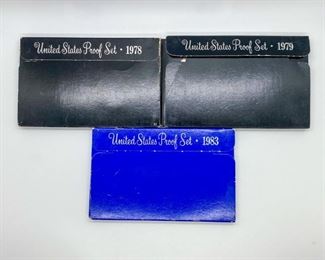 United States Proof Set • 1978
United States Proof Set • 1979
United States Proof Set • 1983